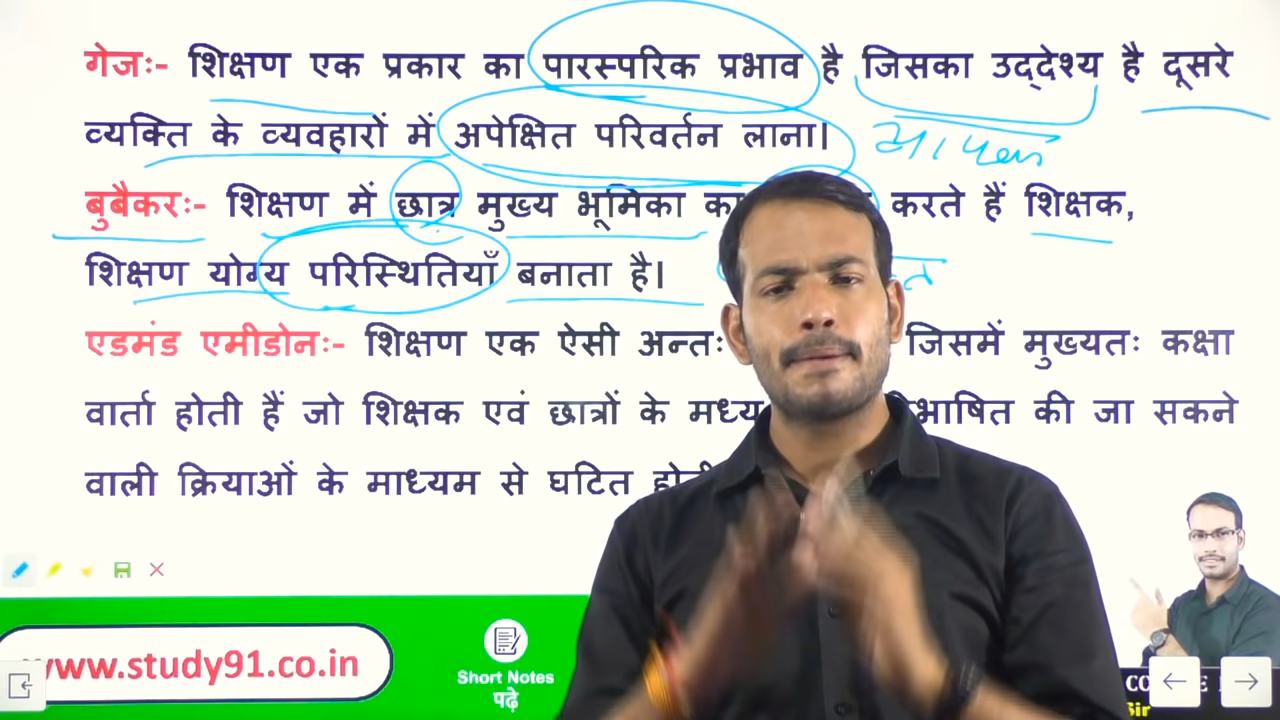 गेजः- शिक्षण एक प्रकार का पारस्परिक प्रभाव है जिसका उद्देश्य है दूसरे
व्यक्ति के व्यवहारों में अपेक्षित परिवर्तन लाना।
बुबैकरः- शिक्षण में छात्र मुख्य भूमिका का करते हैं शिक्षक,
शिक्षण योग्य परिस्थितियाँ बनाता है।
एडमंड एमीडोनः- शिक्षण एक ऐसी अन्तः जिसमें मुख्यतः कक्षा
वार्ता होती हैं जो शिक्षक एवं छात्रों के मध्य की जा सकने
वाली क्रियाओं के माध्यम से घटित
www.study91.co.in
Short Notes
पढ़े
Sir